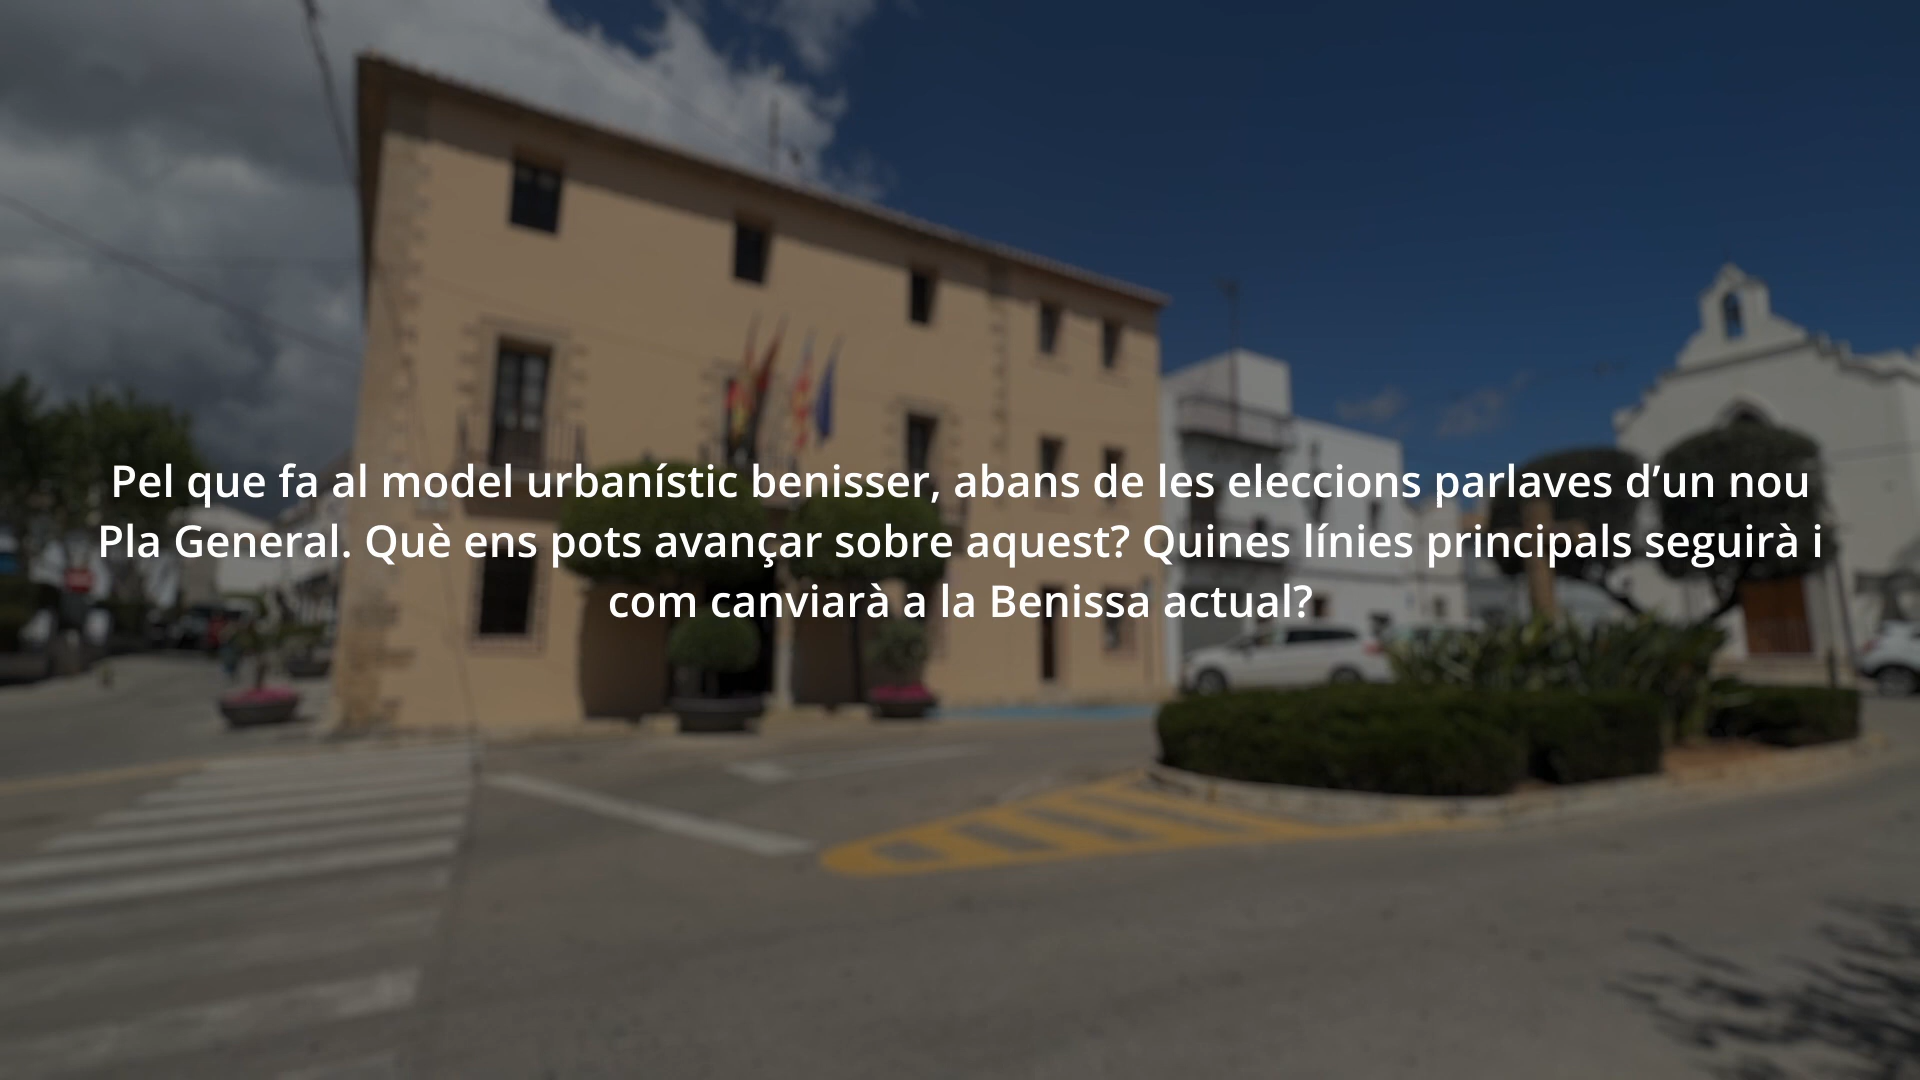 Pel que fa al model urbanístic benisser, abans de les eleccions parlaves d’un nou
Pla General. Què ens pots avançar sobre aquest? Quines línies principals seguirà i
com canviarà a la Benissa actual?